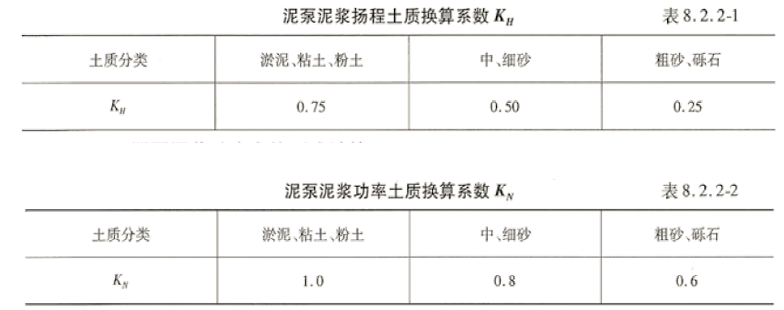 泥泵泥浆扬程土质换算系数 K_H 表 8.2.2-1
土质分类 淤泥、粘土、粉土 中、细砂 粗砂、砾石
K_H 0.75 0.50 0.25
泥泵泥浆功率土质换算系数 K_N 表 8.2.2-2
土质分类 淤泥、粘土、粉土 中、细砂 粗砂、砾石
K_N 1.0 0.8 0.6